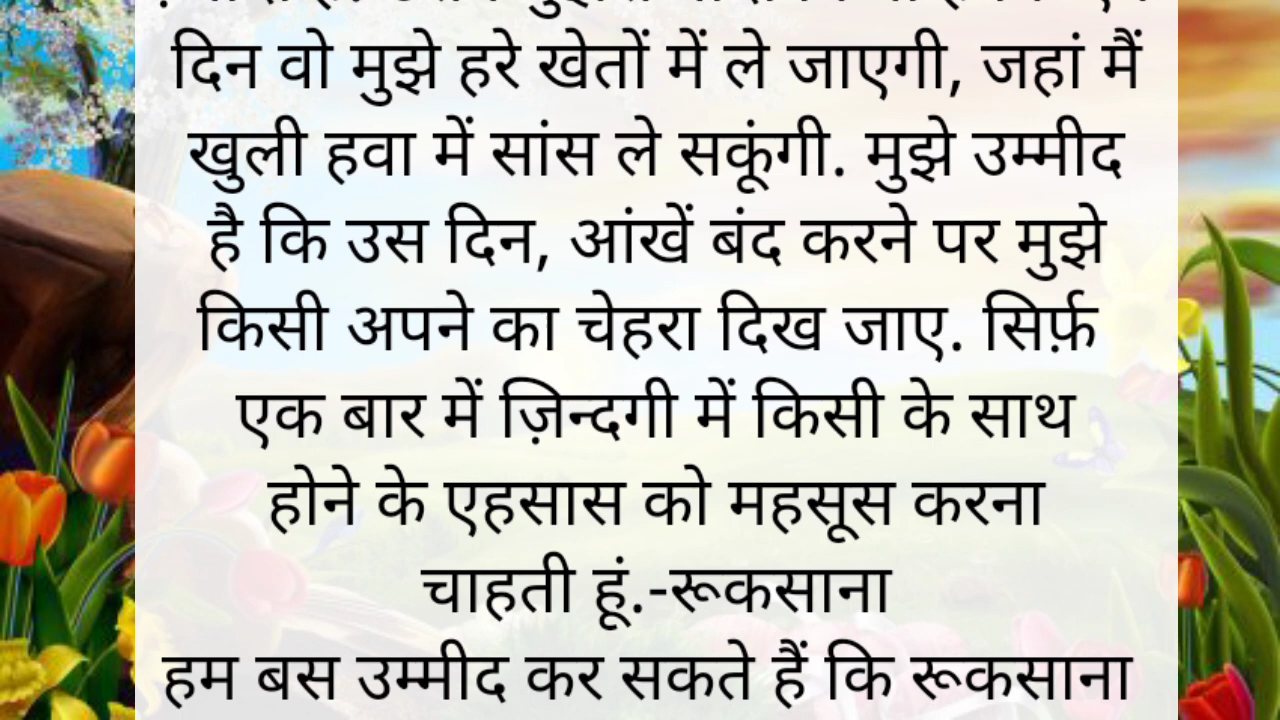 दिन वो मुझे हरे खेतों में ले जाएगी, जहां मैं
खुली हवा में सांस ले सकूंगी. मुझे उम्मीद
है कि उस दिन, आंखें बंद करने पर मुझे
किसी अपने का चेहरा दिख जाए. सिर्फ़
एक बार में ज़िन्दगी में किसी के साथ
होने के एहसास को महसूस करना
चाहती हूं.-रूकसाना
हम बस उम्मीद कर सकते हैं कि रूकसाना